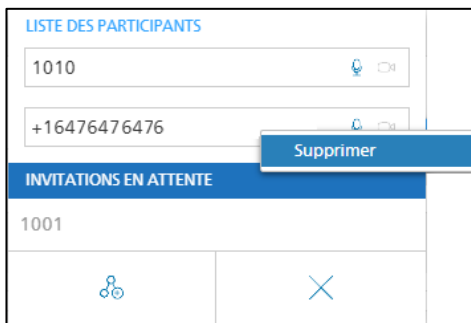 LISTE DES PARTICIPANTS
1010
+16476476476
Supprimer
INVITATIONS EN ATTENTE
1001